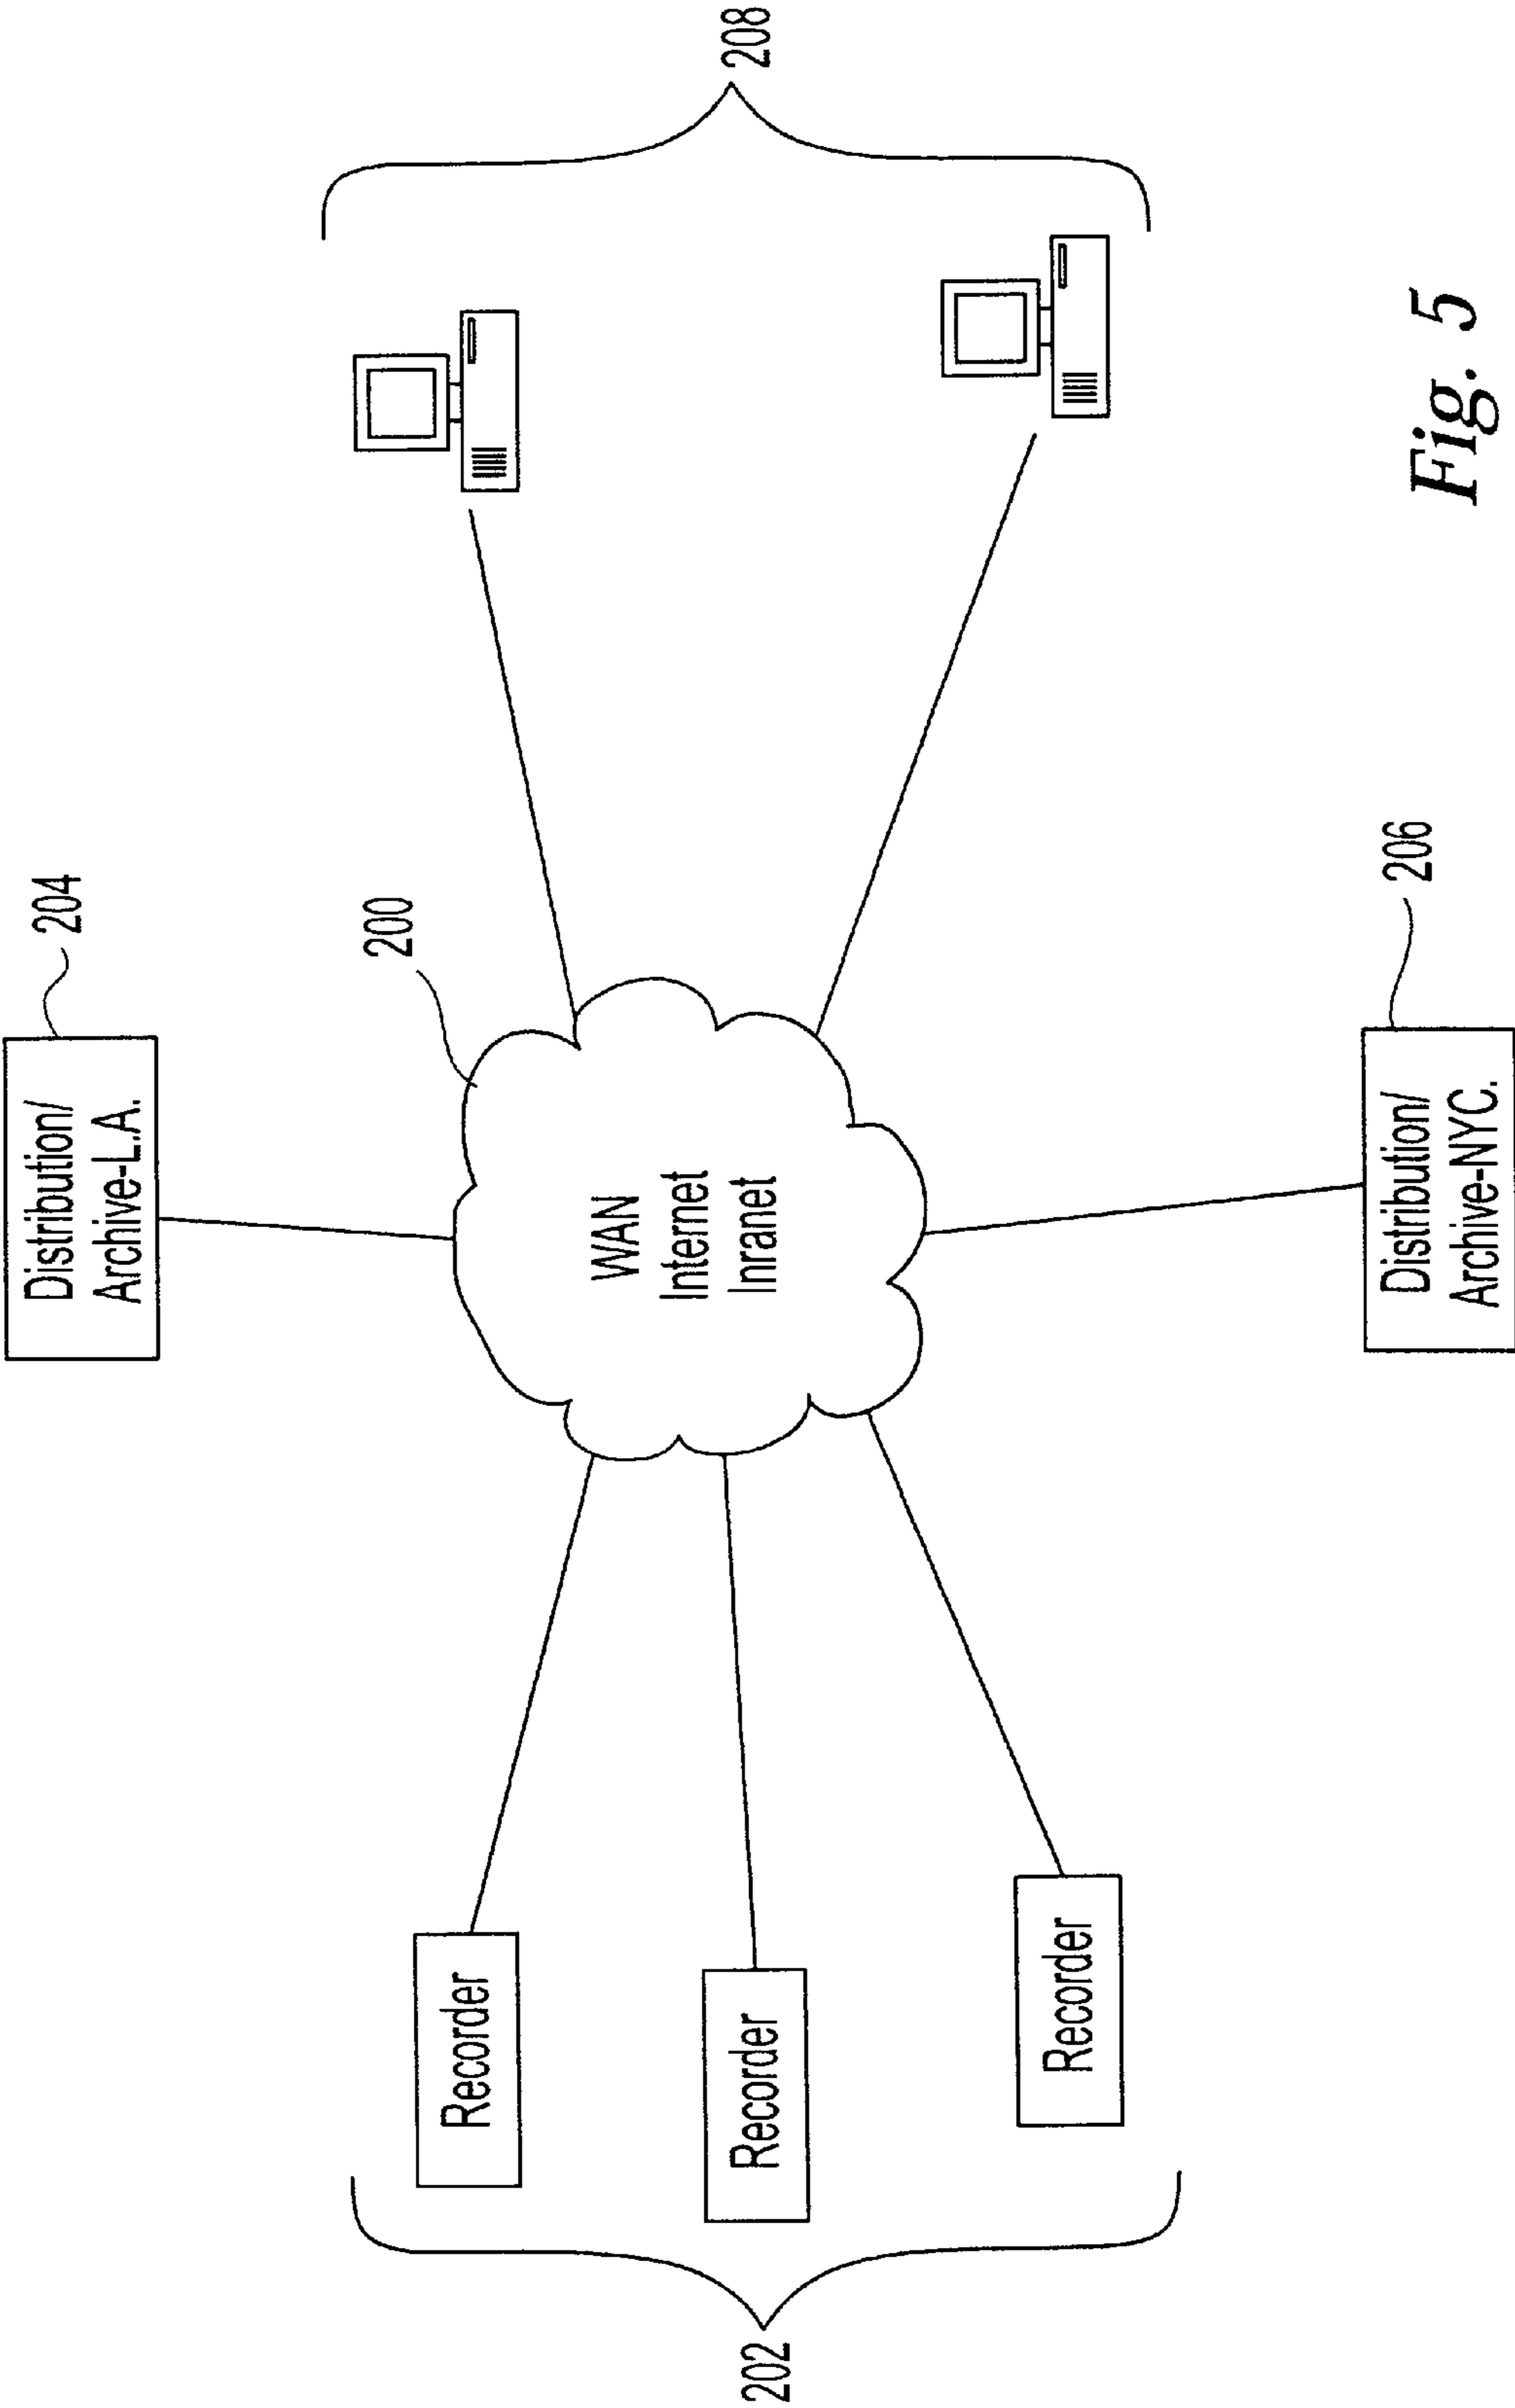 Distribution/
Archive-L.A.
204
200
WAN
Internet
Inranet
Recorder
Recorder
Recorder
202
208
Distribution/
Archive-NYC.
206
Fig. 5